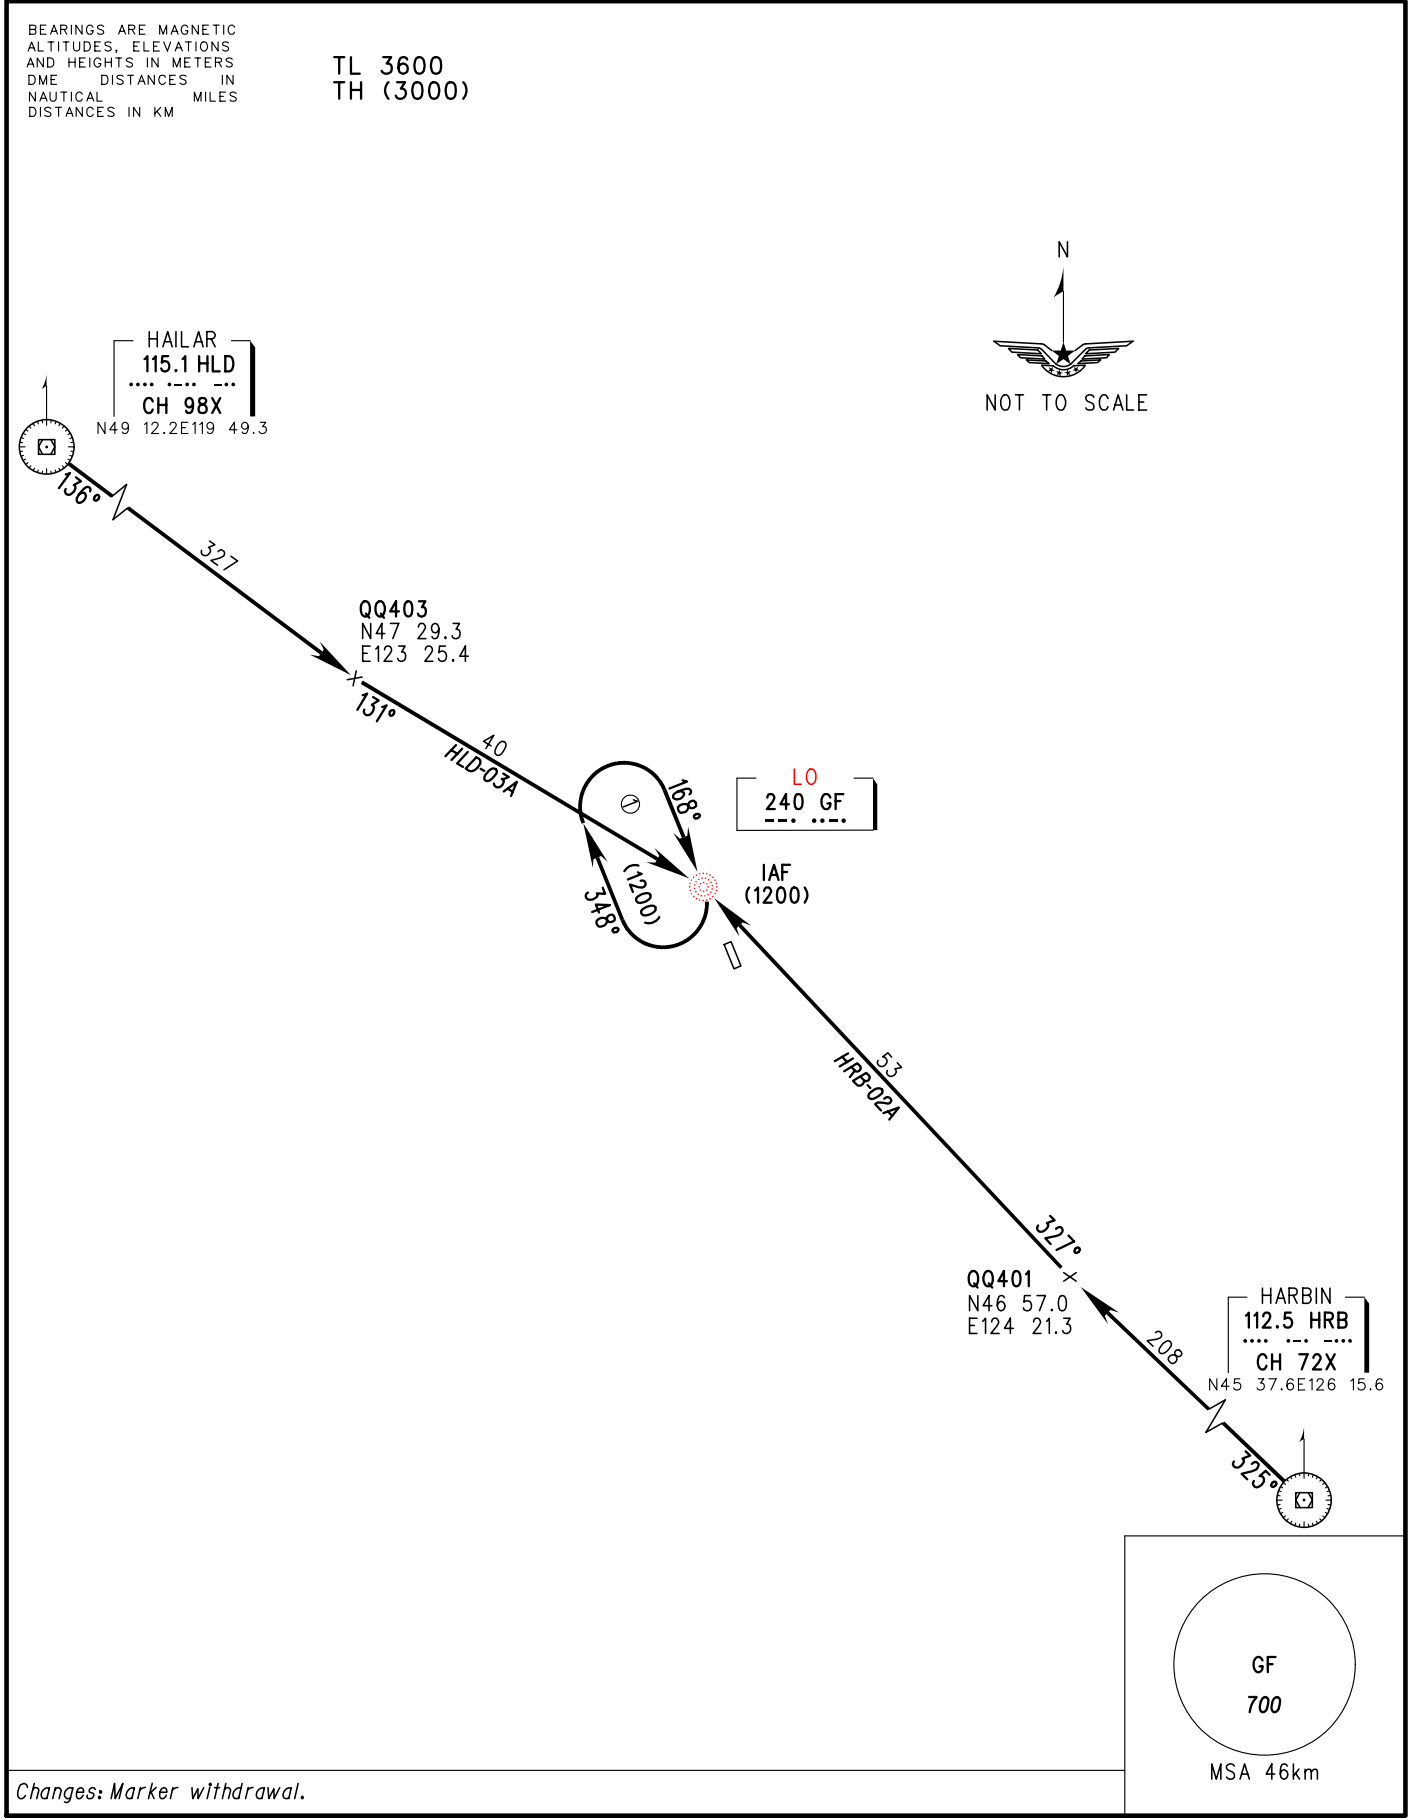 BEARINGS ARE MAGNETIC
ALTITUDES, ELEVATIONS
AND HEIGHTS IN METERS
DME DISTANCES IN
NAUTICAL MILES
DISTANCES IN KM
TL 3600
TH (3000)
N
NOT TO SCALE
HAILAR
115.1 HLD
CH 98X
N49 12.2E119 49.3
136°
327
QQ403
N47 29.3
E123 25.4
131°
40
HLD-03A
1
168°
(1200)
348°
LO
240 GF
IAF
(1200)
53
HRB-02A
327°
QQ401
N46 57.0
E124 21.3
208
HARBIN
112.5 HRB
CH 72X
N45 37.6E126 15.6
325°
GF
700
MSA 46km
Changes: Marker withdrawal.